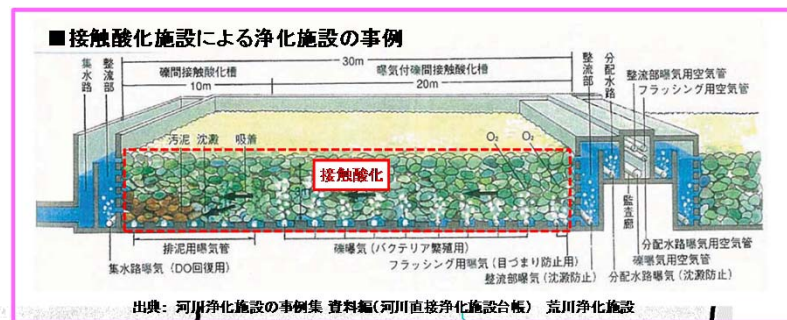 ■接触酸化施設による浄化施設の事例
30m
集水路
整流部
礫間接触酸化槽
10m
曝気付礫間接触酸化槽
20m
整流部
分配水路
整流部曝気用空気管
フラッシング用空気管
汚泥 沈澱 吸着
O₂ O₂
接触酸化
監査廊
排泥用曝気管
礫曝気(バクテリア繁殖用)
分配水路曝気用空気管
集水路曝気(DO回復用)
フラッシング用曝気(目づまり防止用)
礫曝気用空気管
整流部曝気(沈澱防止)
分配水路曝気(沈澱防止)
出典: 河川浄化施設の事例集 資料編(河川直接浄化施設台帳) 荒川浄化施設